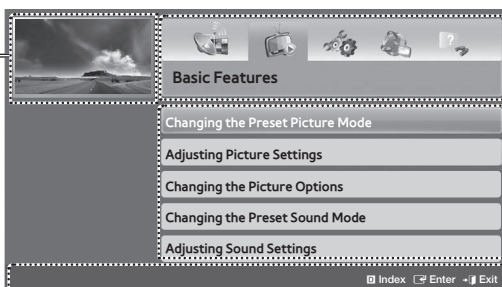 Basic Features
Changing the Preset Picture Mode
Adjusting Picture Settings
Changing the Picture Options
Changing the Preset Sound Mode
Adjusting Sound Settings
D Index Enter Exit